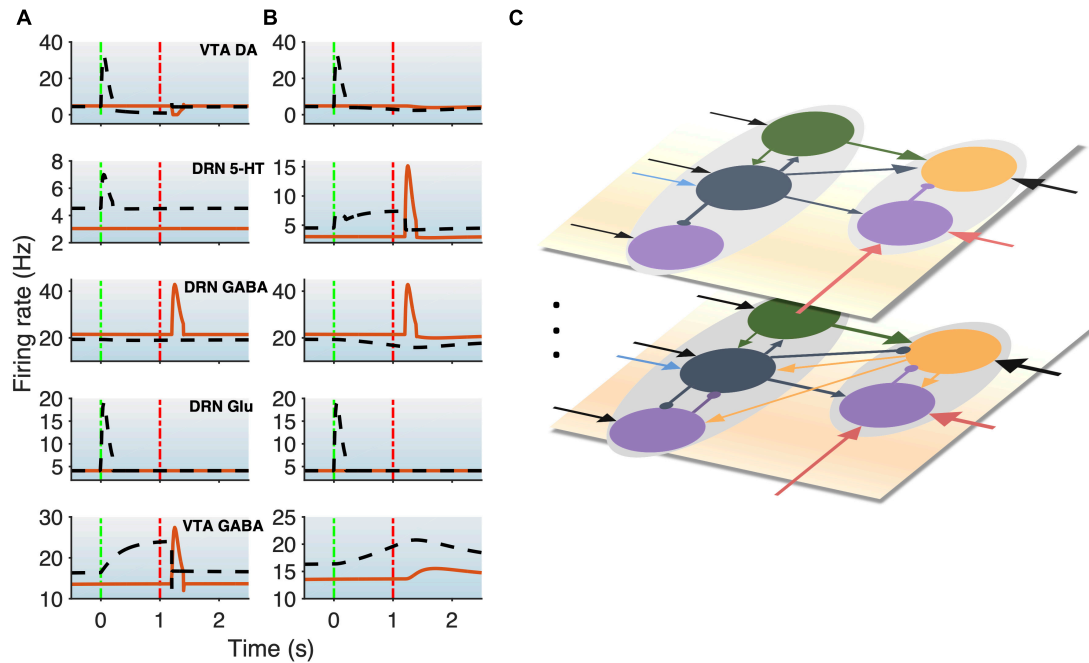 A B C
VTA DA
40 40
20 20
0 0
DRN 5-HT
8 15
6 10
4 5
2
DRN GABA
40 40
20 20
DRN Glu
20 20
15 15
10 10
5 5
VTA GABA
30 25
20 20
15
10 10
0 1 2 0 1 2
Firing rate (Hz)
Time (s)